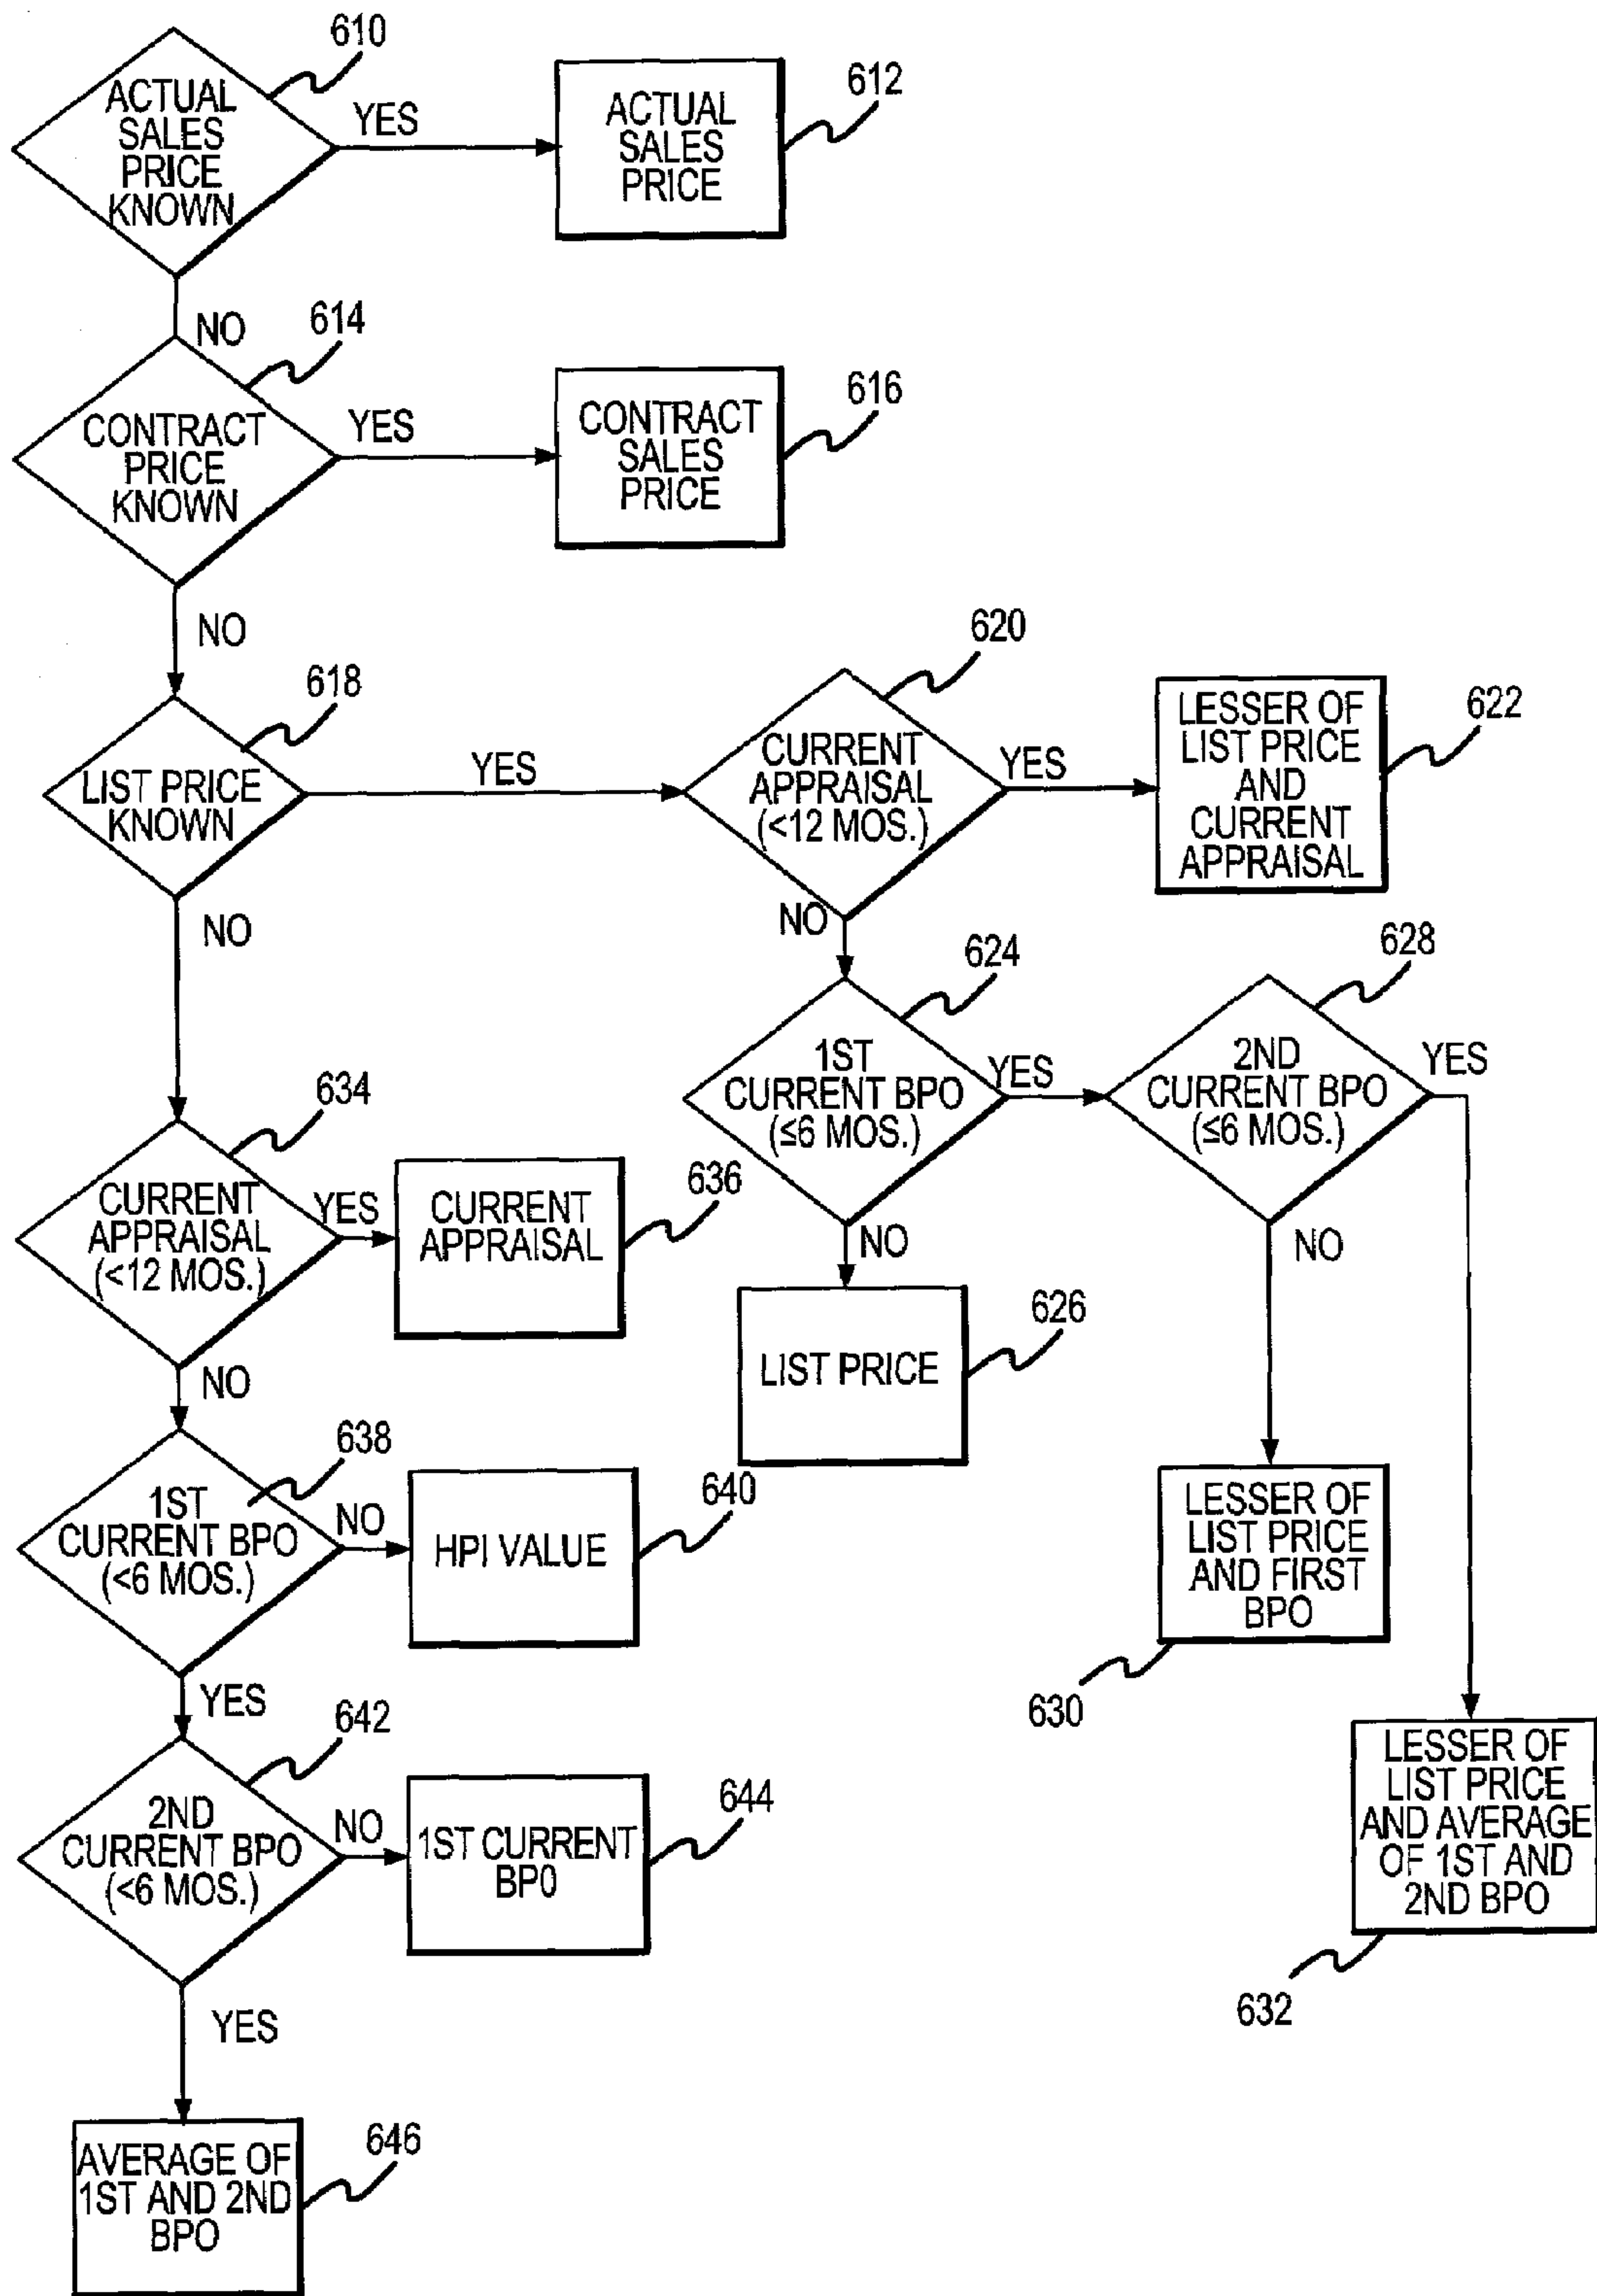 610
ACTUAL
SALES
PRICE
KNOWN
YES
ACTUAL
SALES
PRICE
612
NO
614
CONTRACT
PRICE
KNOWN
YES
CONTRACT
SALES
PRICE
616
NO
618
LIST PRICE
KNOWN
YES
620
CURRENT
APPRAISAL
(<12 MOS.)
YES
LESSER OF
LIST PRICE
AND
CURRENT
APPRAISAL
622
NO
624
1ST
CURRENT BPO
(≤6 MOS.)
YES
628
2ND
CURRENT BPO
(≤6 MOS.)
YES
NO
LIST PRICE
626
NO
LESSER OF
LIST PRICE
AND FIRST
BPO
630
LESSER OF
LIST PRICE
AND AVERAGE
OF 1ST AND
2ND BPO
632
NO
634
CURRENT
APPRAISAL
(<12 MOS.)
YES
CURRENT
APPRAISAL
636
NO
638
1ST
CURRENT BPO
(<6 MOS.)
NO
HPI VALUE
640
YES
642
2ND
CURRENT BPO
(<6 MOS.)
NO
1ST CURRENT
BPO
644
YES
AVERAGE OF
1ST AND 2ND
BPO
646